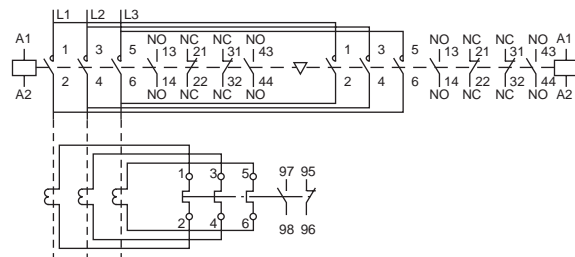 L1 L2 L3
A1 1 3 5 NO 13 NC 21 NC 31 NO 43 1 3 5 NO 13 NC 21 NC 31 NO 43 A1
A2 2 4 6 14 NO 22 NC 32 NC 44 NO 2 4 6 14 NO 22 NC 32 NC 44 NO A2
1 3 5 97 95
2 4 6 98 96